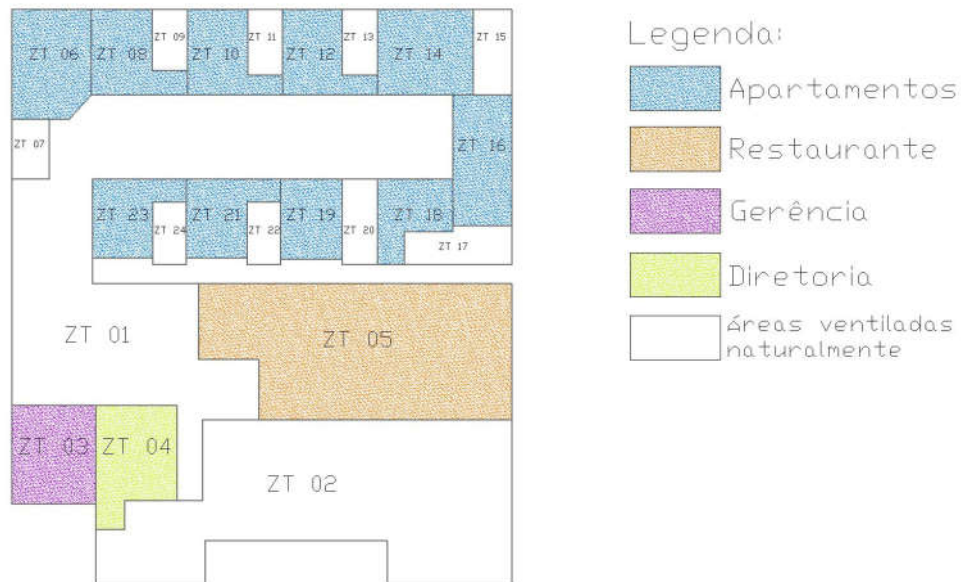 ZT 06
ZT 08
ZT 09
ZT 10
ZT 11
ZT 12
ZT 13
ZT 14
ZT 15
ZT 07
ZT 16
ZT 23
ZT 24
ZT 21
ZT 22
ZT 19
ZT 20
ZT 18
ZT 17
ZT 01
ZT 05
ZT 03
ZT 04
ZT 02
Legenda:
Apartamentos
Restaurante
Gerência
Diretoria
áreas ventiladas
naturalmente